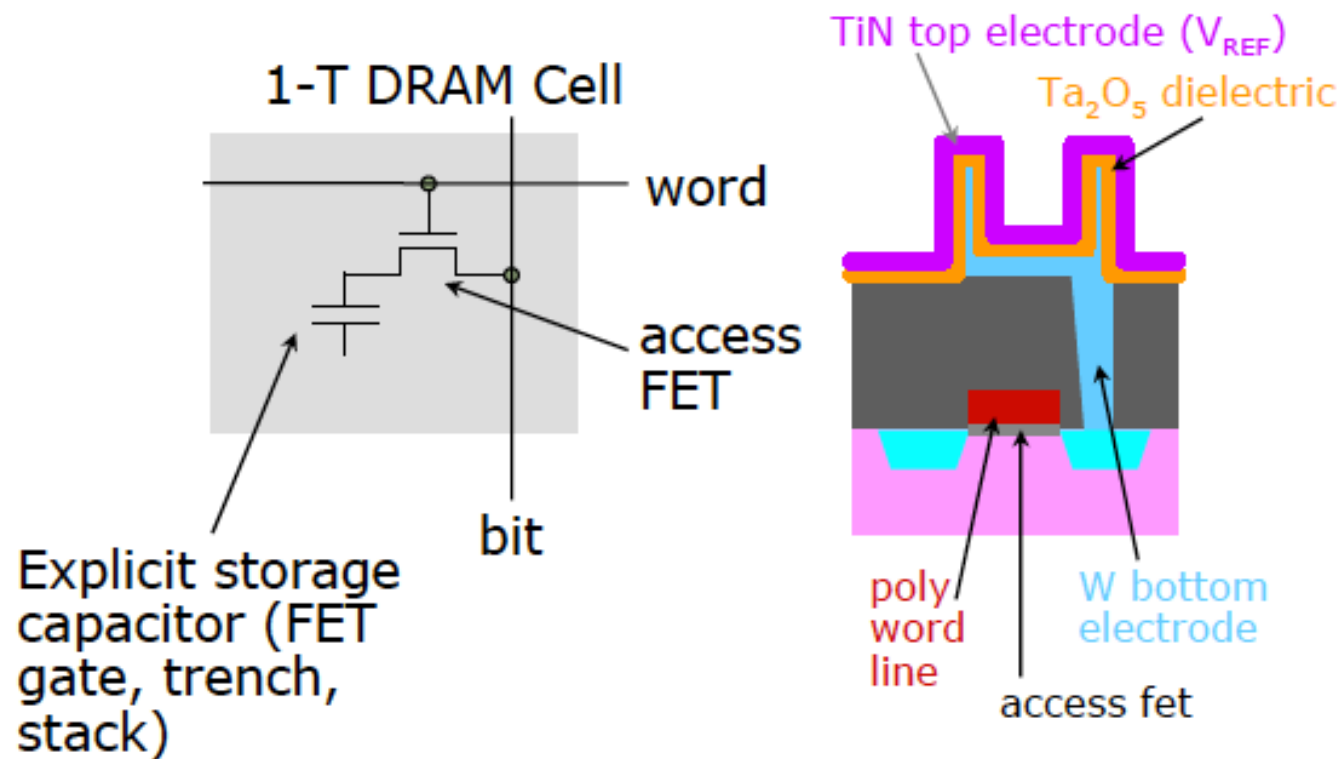 1-T DRAM Cell
word
access
FET
bit
Explicit storage
capacitor (FET
gate, trench,
stack)
TiN top electrode (V_REF)
Ta₂O₅ dielectric
poly
word
line
access fet
W bottom
electrode